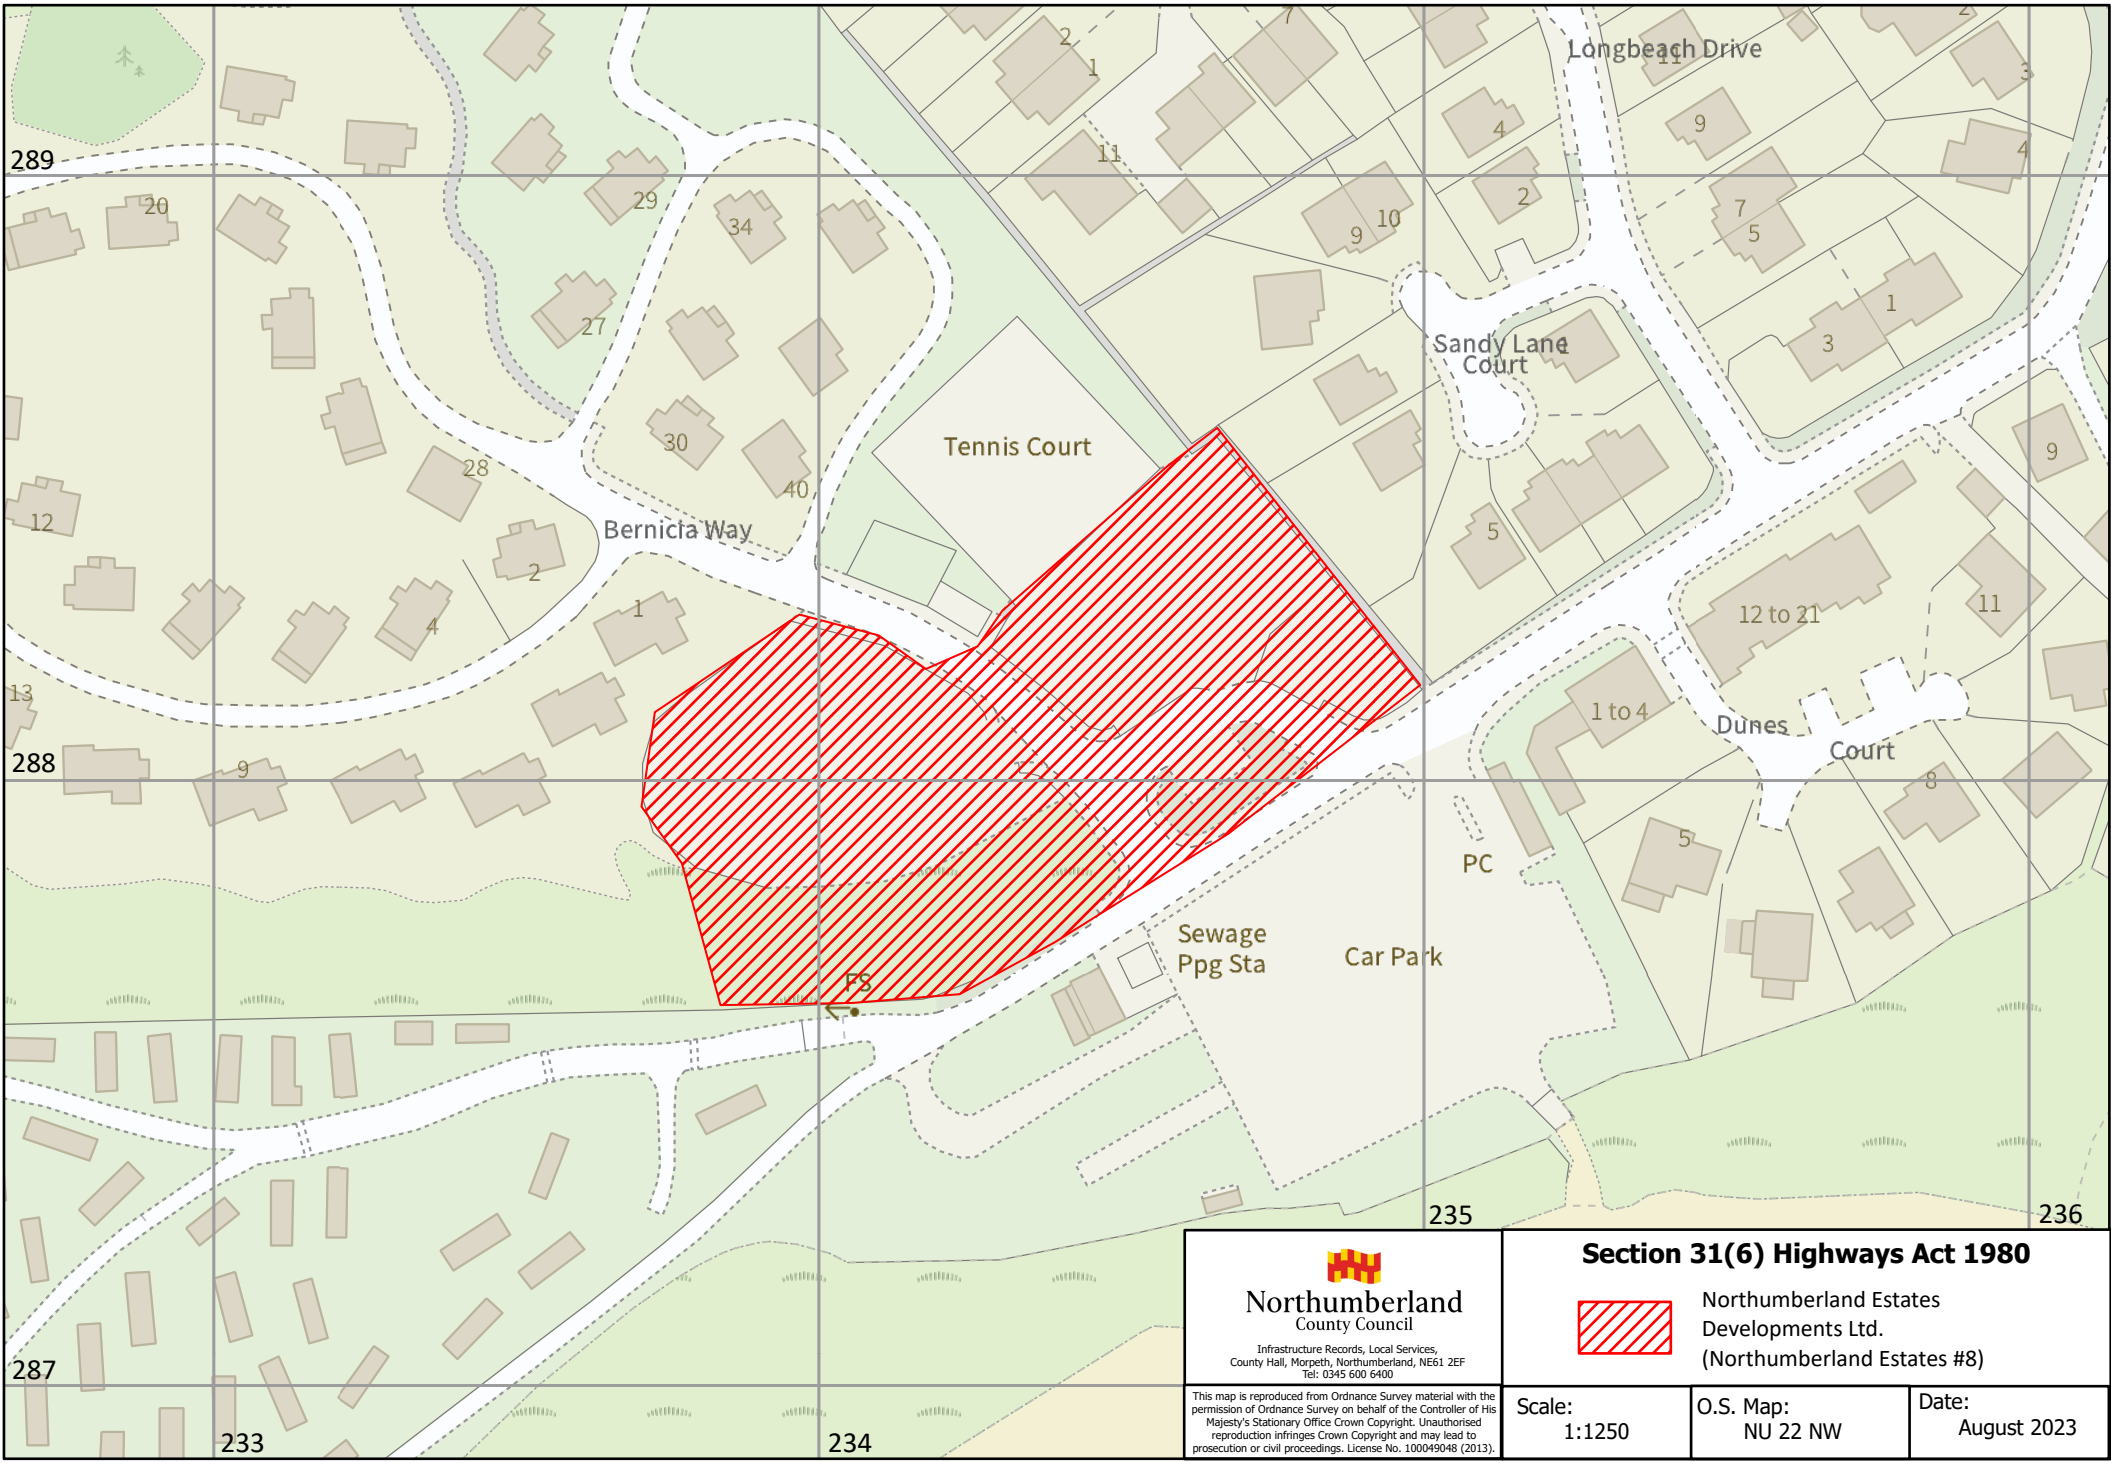 2
7
Longbeach Drive
11
2
1
3
4
9
289
11
4
20
29
2
34
10
9
7
5
27
1
Sandy Lane
Court
1
3
30
28
Tennis Court
9
40
12
Bernicia Way
5
2
1
4
12 to 21
11
13
1 to 4
Dunes
Court
288
9
8
5
PC
Sewage
Ppg Sta
Car Park
FS
235
236
Northumberland
County Council
Infrastructure Records, Local Services,
County Hall, Morpeth, Northumberland, NE61 2EF
Tel: 0345 600 6400
This map is reproduced from Ordnance Survey material with the
permission of Ordnance Survey on behalf of the Controller of His
Majesty's Stationary Office Crown Copyright. Unauthorised
reproduction infringes Crown Copyright and may lead to
prosecution or civil proceedings. License No. 100049048 (2013).
Section 31(6) Highways Act 1980
Northumberland Estates
Developments Ltd.
(Northumberland Estates #8)
Scale:
1:1250
O.S. Map:
NU 22 NW
Date:
August 2023
287
233
234
4